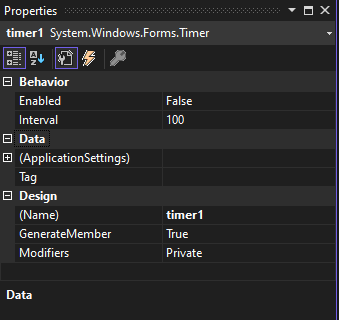 Properties
timer1 System.Windows.Forms.Timer
Behavior
Enabled False
Interval 100
Data
(ApplicationSettings)
Tag
Design
(Name) timer1
GenerateMember True
Modifiers Private
Data